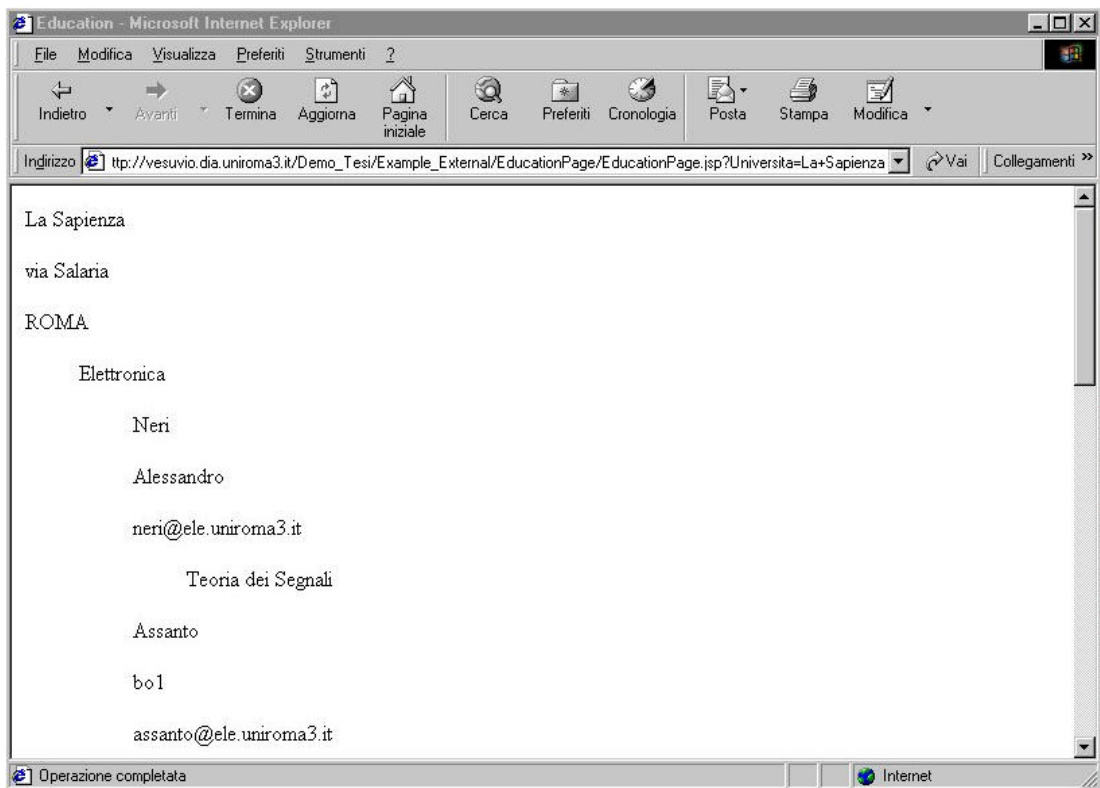 Education - Microsoft Internet Explorer
File Modifica Visualizza Preferiti Strumenti ?
Indietro Avanti Termina Aggiorna Pagina iniziale Cerca Preferiti Cronologia Posta Stampa Modifica
Indirizzo ttp://vesuvio.dia.uniroma3.it/Demo_Tesi/Example_External/EducationPage/EducationPage.jsp?Universita=La+Sapienza Vai Collegamenti »
La Sapienza
via Salaria
ROMA
Elettronica
Neri
Alessandro
neri@ele.uniroma3.it
Teoria dei Segnali
Assanto
bo1
assanto@ele.uniroma3.it
Operazione completata Internet